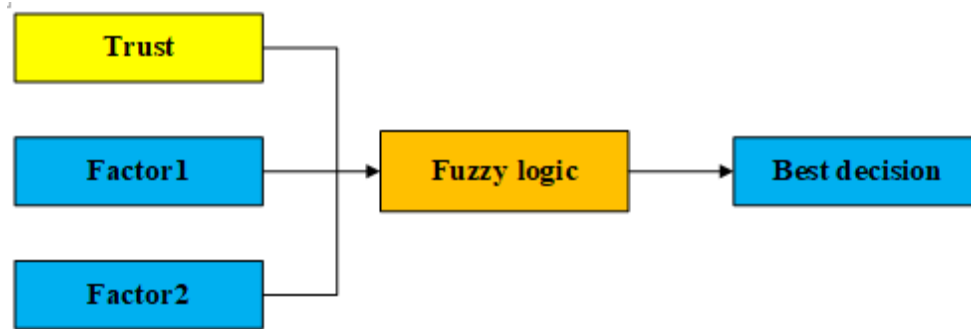 Trust
Factor1
Fuzzy logic
Best decision
Factor2